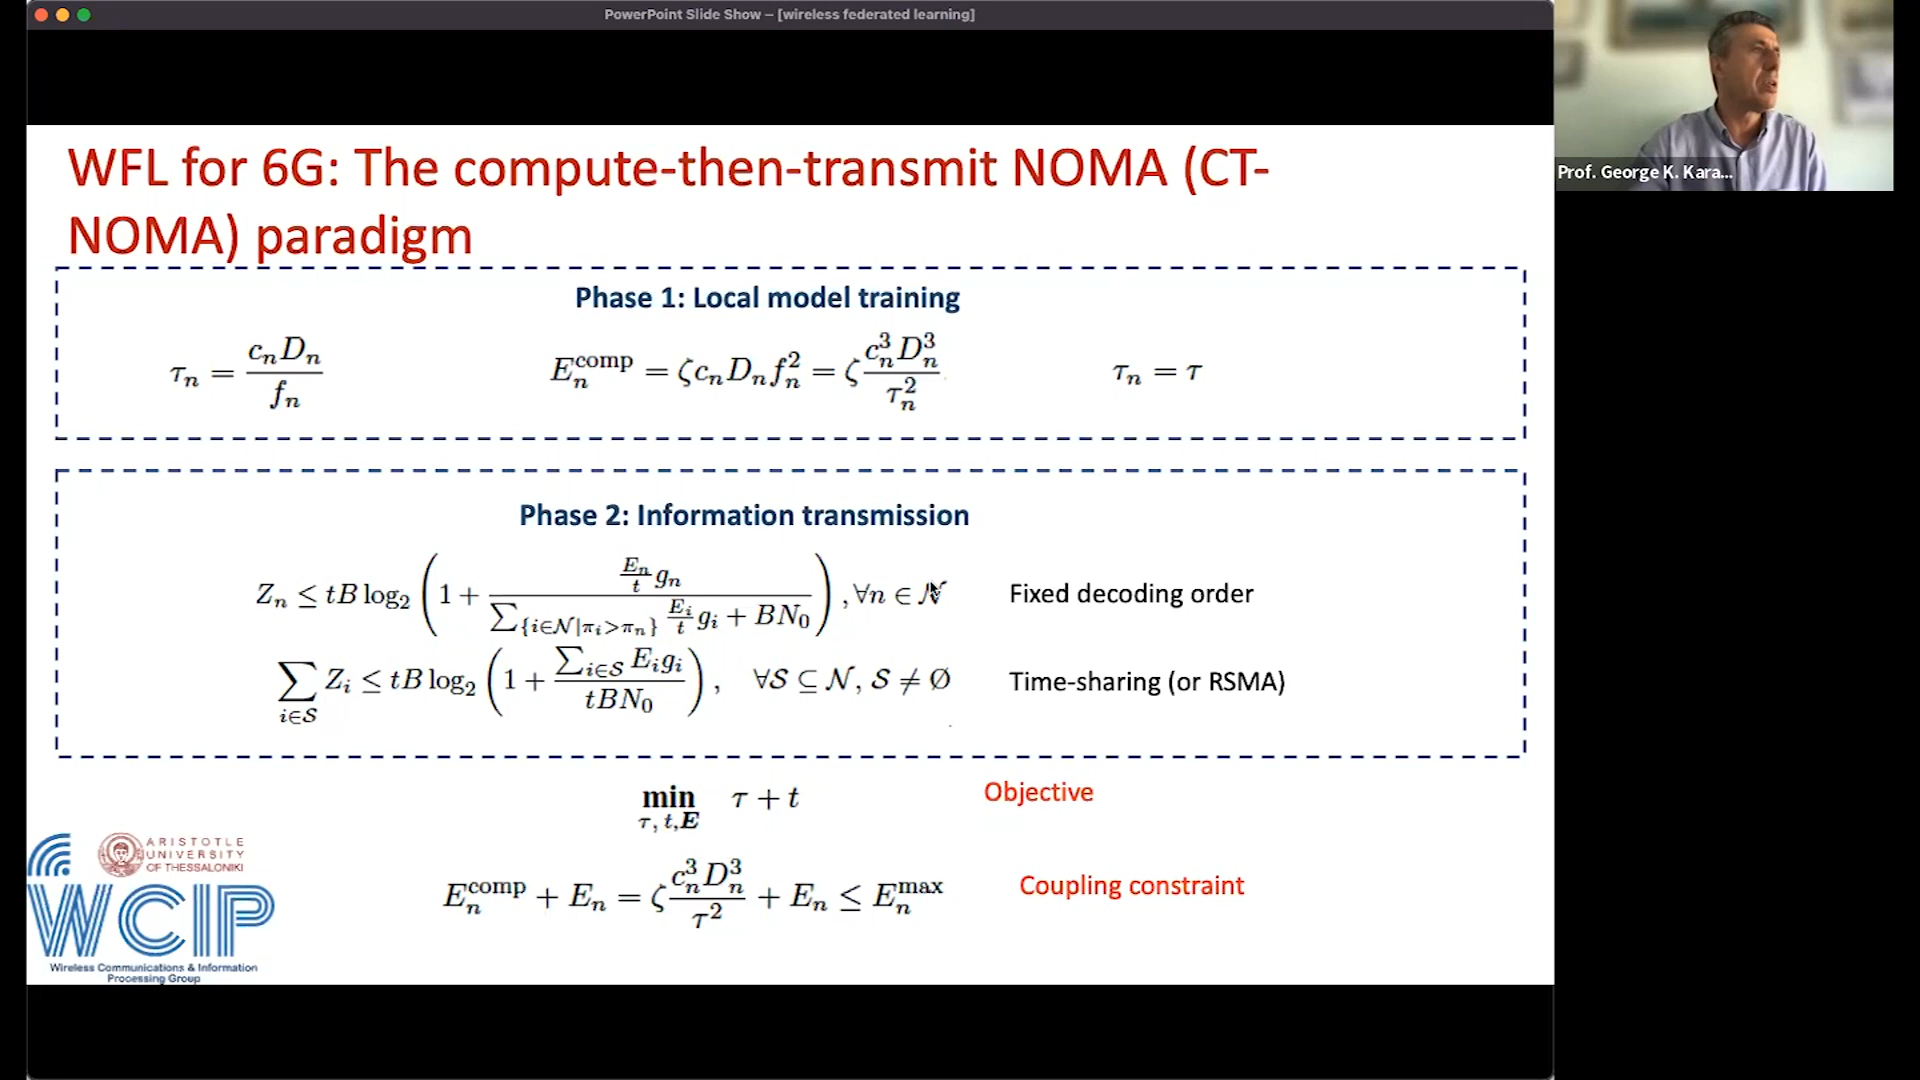 PowerPoint Slide Show – [wireless federated learning]
Prof. George K. Kara...
WFL for 6G: The compute-then-transmit NOMA (CT-
NOMA) paradigm
Phase 1: Local model training
τ_n = c_n D_n / f_n
E_n^comp = ζ c_n D_n f_n^2 = ζ c_n^3 D_n^3 / τ_n^2
τ_n = τ
Phase 2: Information transmission
Z_n ≤ tB log_2 (1 + (E_n/t g_n) / (∑_{i∈𝒩|π_i>π_n} E_i/t g_i + BN_0)), ∀n ∈ 𝒩 Fixed decoding order
∑_{i∈𝒮} Z_i ≤ tB log_2 (1 + (∑_{i∈𝒮} E_i g_i) / (tBN_0)), ∀𝒮 ⊆ 𝒩, 𝒮 ≠ Ø Time-sharing (or RSMA)
min_{τ, t, E} τ + t Objective
E_n^comp + E_n = ζ c_n^3 D_n^3 / τ^2 + E_n ≤ E_n^max Coupling constraint
ARISTOTLE
UNIVERSITY
OF THESSALONIKI
WCIP
Wireless Communications & Information
Processing Group